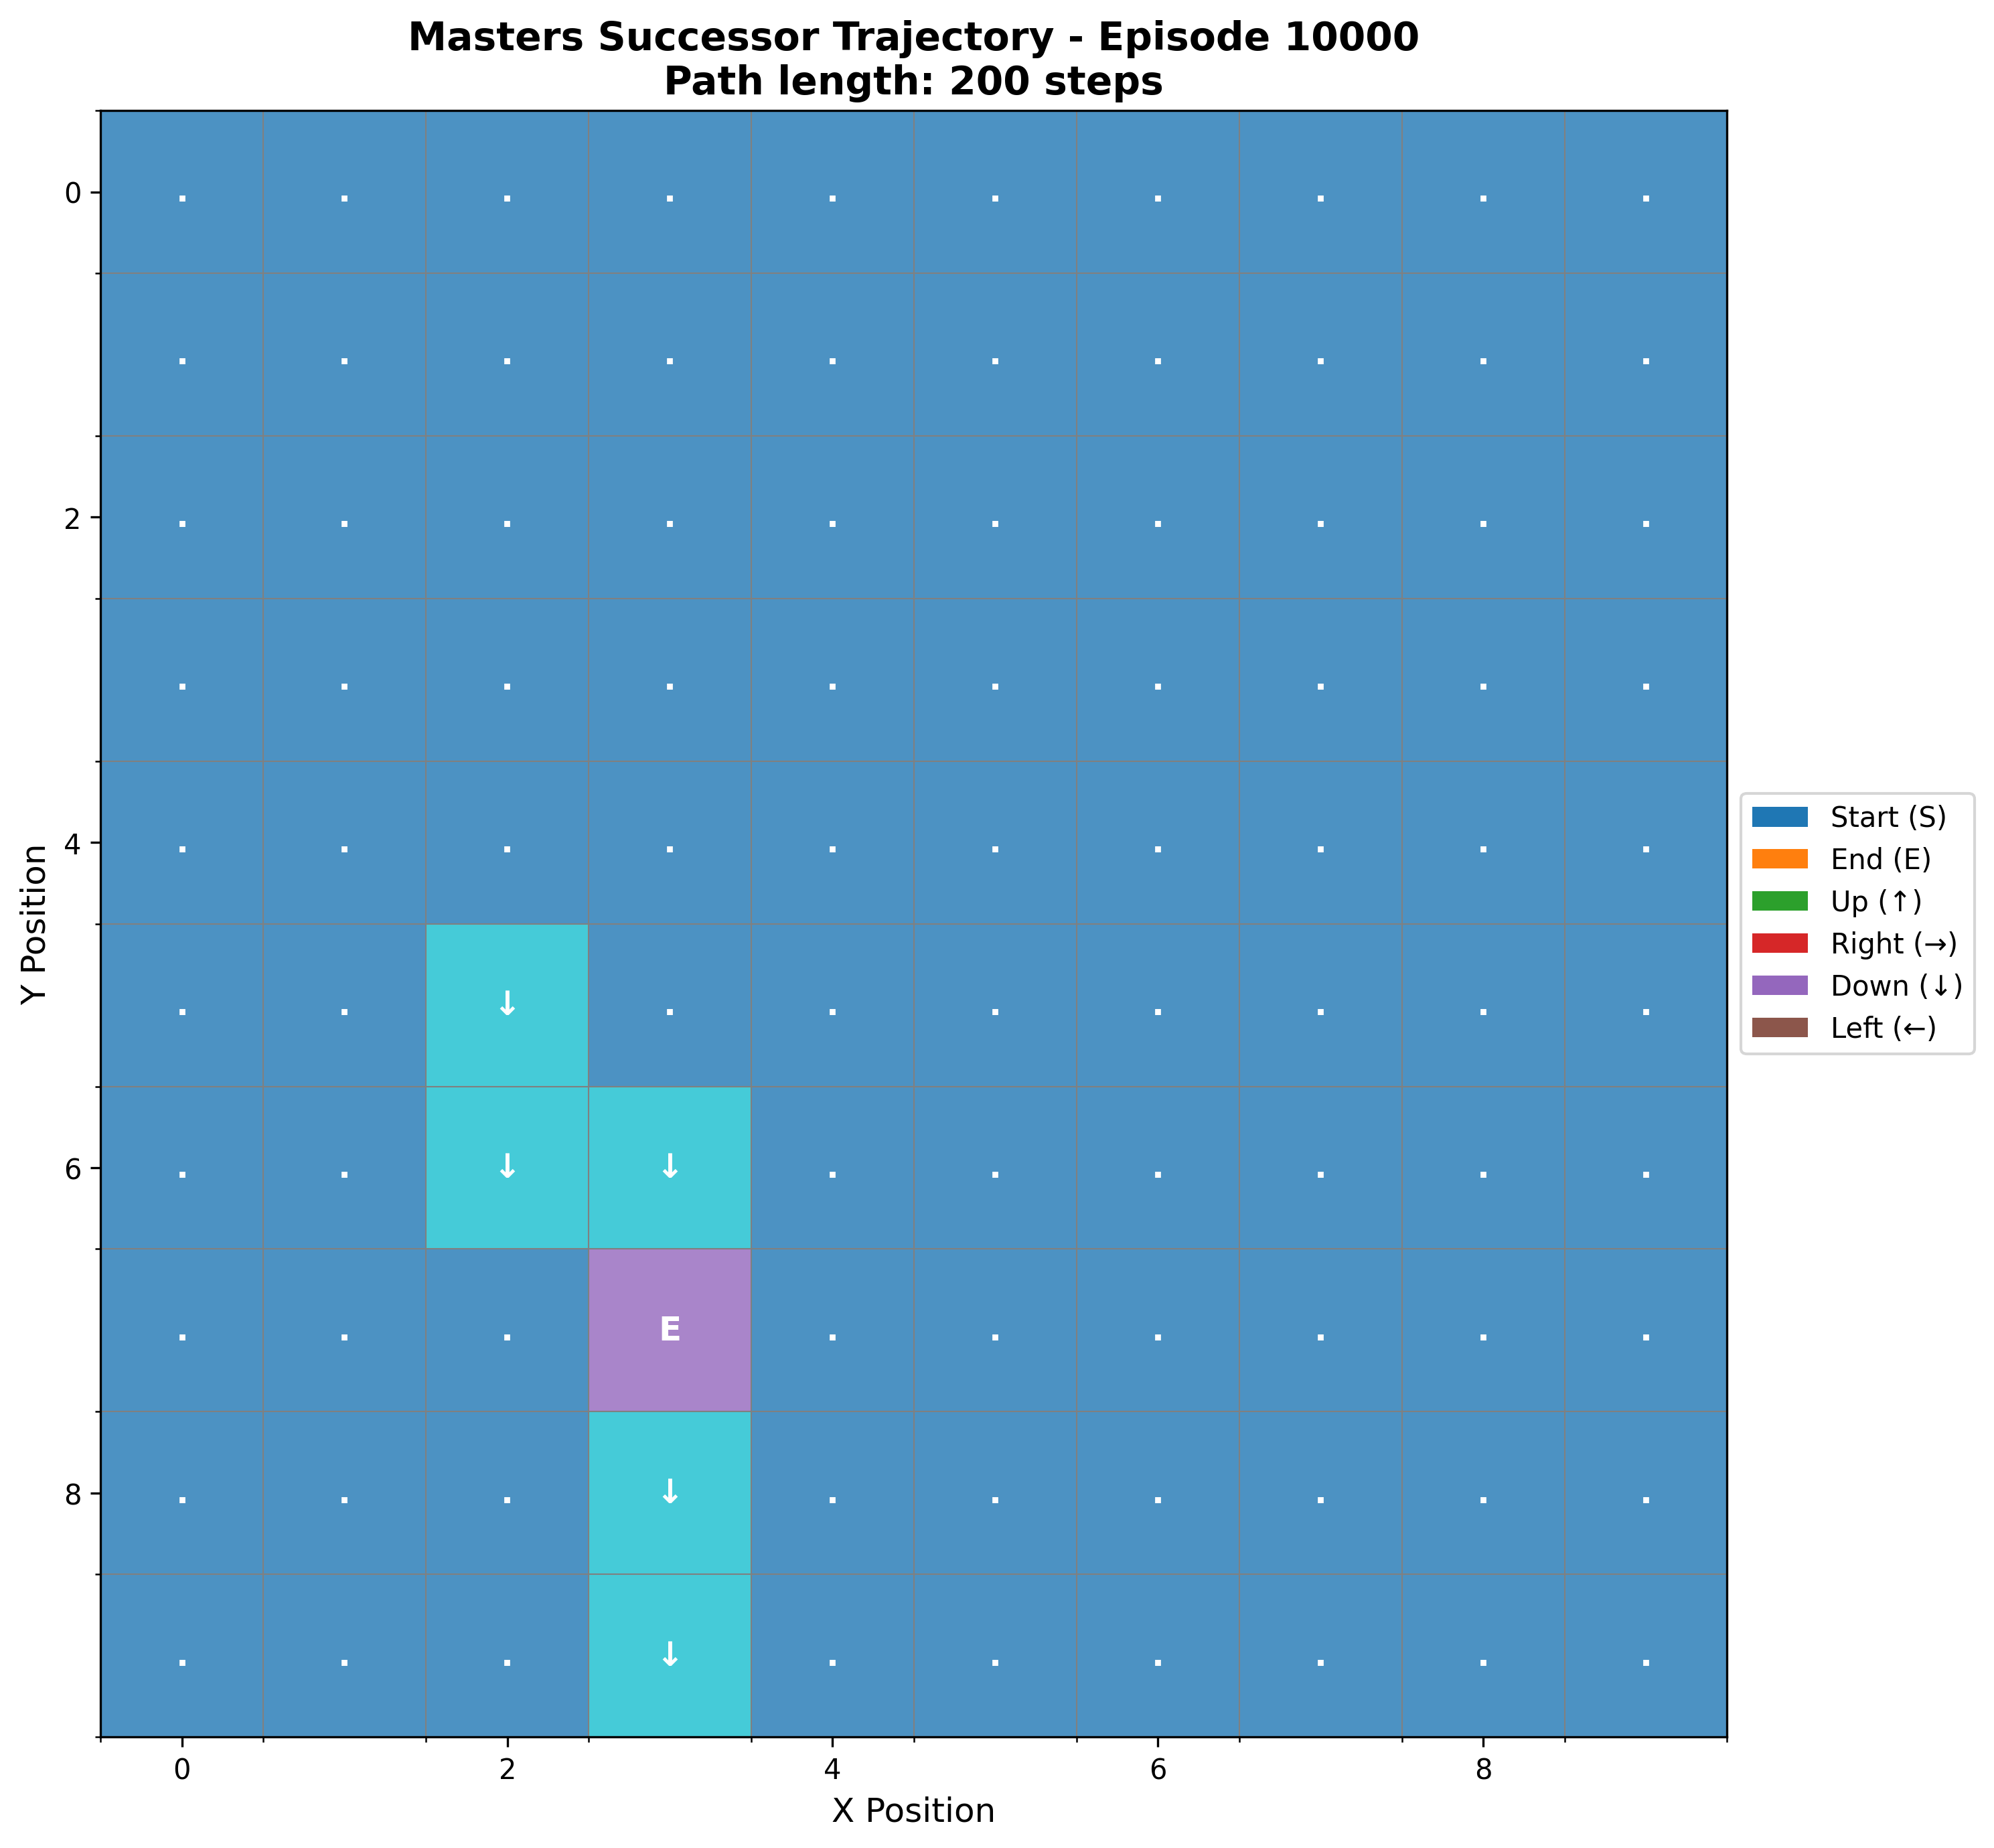 Masters Successor Trajectory - Episode 10000
Path length: 200 steps
0
. . . . . . . . . .
. . . . . . . . . .
2
. . . . . . . . . .
. . . . . . . . . .
4
. . . . . . . . . .
. . ↓ . . . . . . .
6
. . ↓ ↓ . . . . . .
. . . E . . . . . .
8
. . . ↓ . . . . . .
. . . ↓ . . . . . .
0 2 4 6 8
X Position
Y Position
Start (S)
End (E)
Up (↑)
Right (→)
Down (↓)
Left (←)